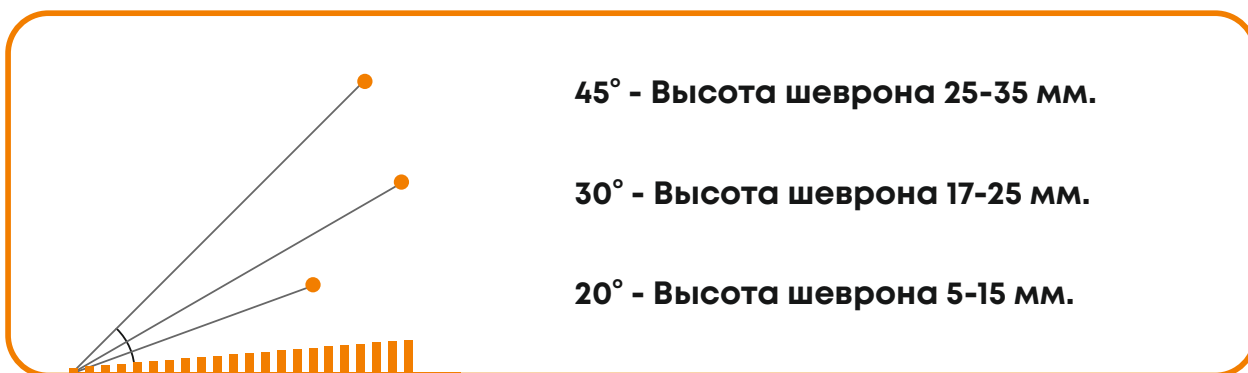 45° - Высота шеврона 25-35 мм.
30° - Высота шеврона 17-25 мм.
20° - Высота шеврона 5-15 мм.